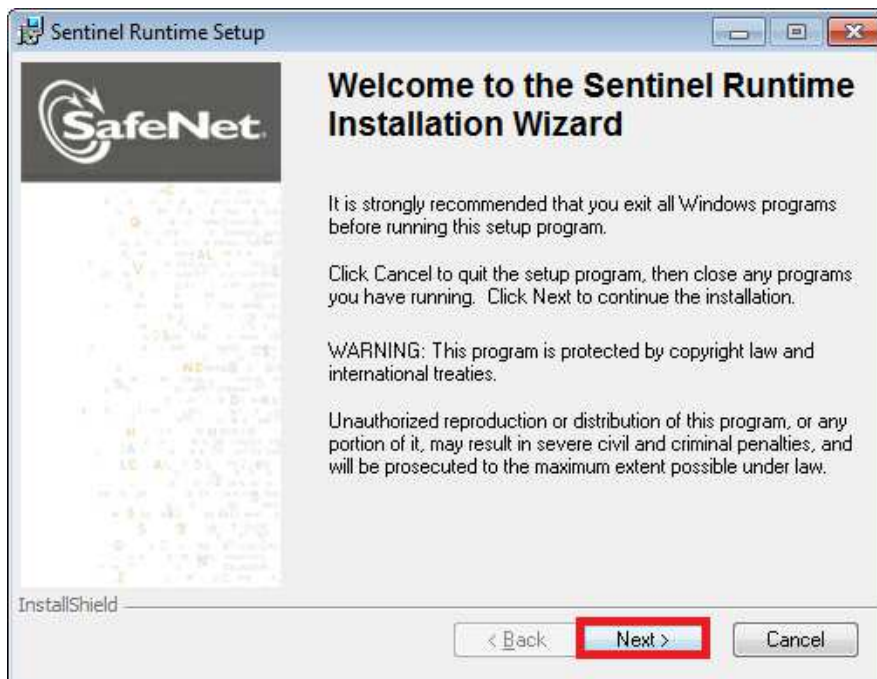 Sentinel Runtime Setup
SafeNet.
Welcome to the Sentinel Runtime
Installation Wizard
It is strongly recommended that you exit all Windows programs
before running this setup program.
Click Cancel to quit the setup program, then close any programs
you have running. Click Next to continue the installation.
WARNING: This program is protected by copyright law and
international treaties.
Unauthorized reproduction or distribution of this program, or any
portion of it, may result in severe civil and criminal penalties, and
will be prosecuted to the maximum extent possible under law.
InstallShield
< Back
Next >
Cancel